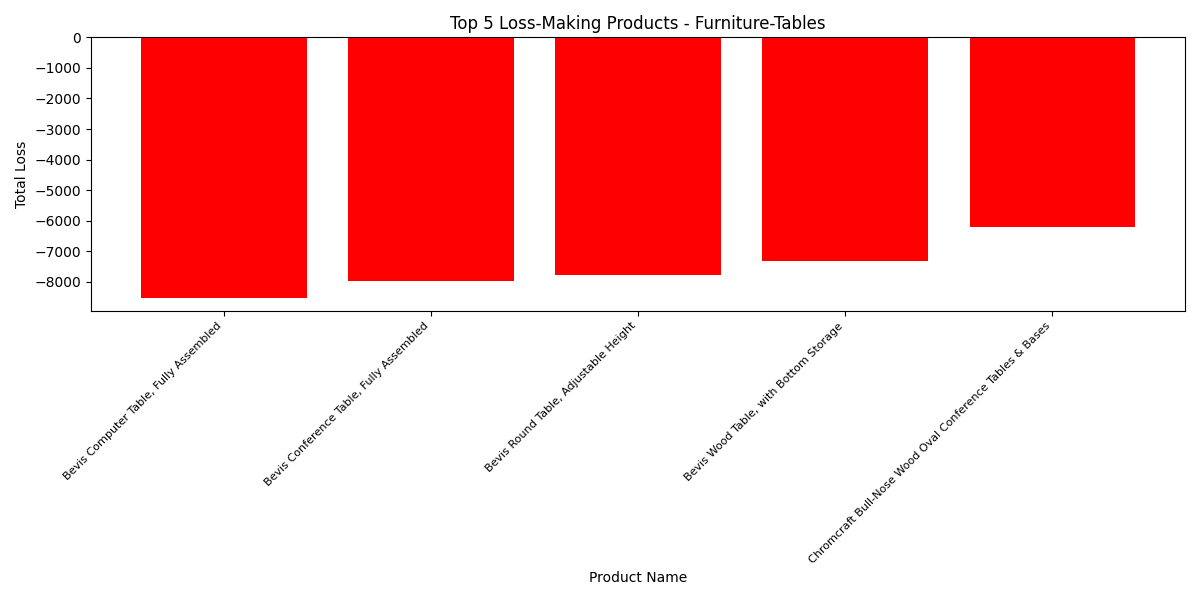 Top 5 Loss-Making Products - Furniture-Tables
Total Loss
0
−1000
−2000
−3000
−4000
−5000
−6000
−7000
−8000
Bevis Computer Table, Fully Assembled
Bevis Conference Table, Fully Assembled
Bevis Round Table, Adjustable Height
Bevis Wood Table, with Bottom Storage
Chromcraft Bull-Nose Wood Oval Conference Tables & Bases
Product Name